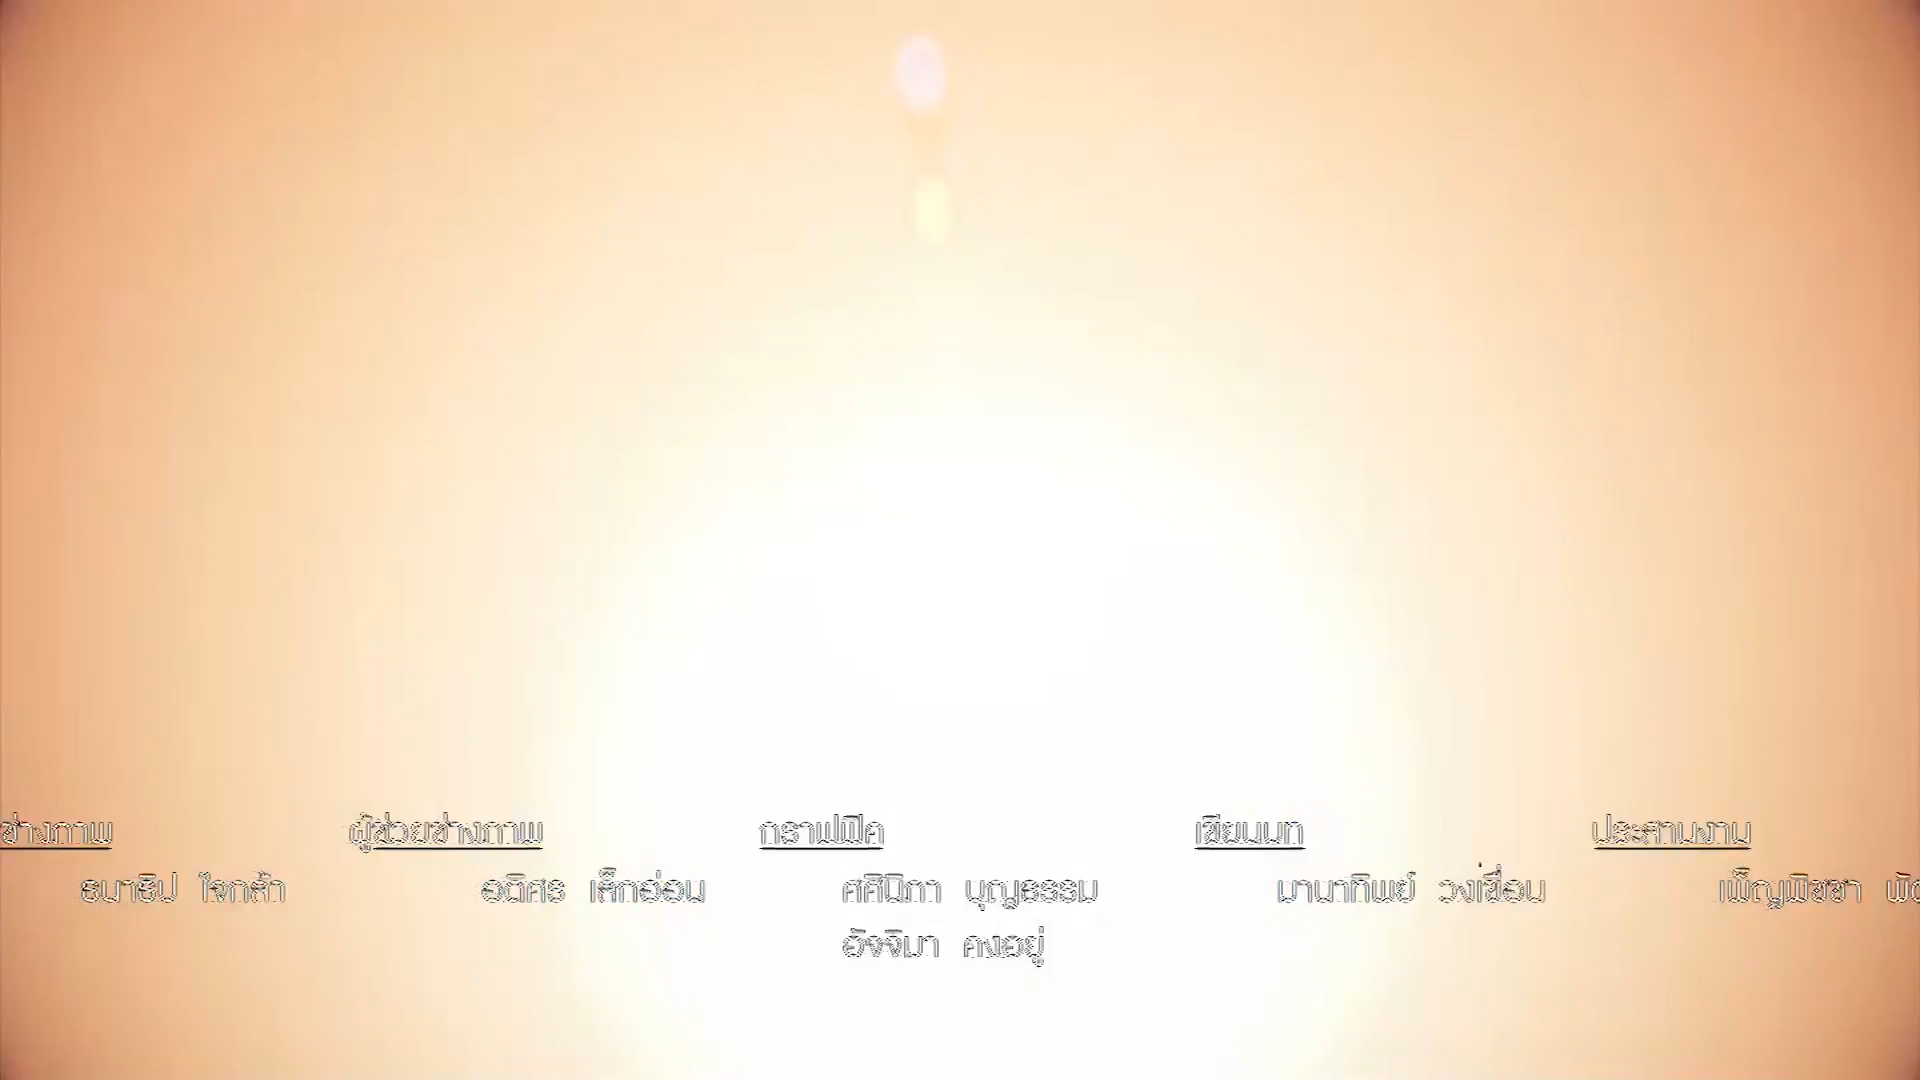 ช่างภาพ ผู้ช่วยช่างภาพ กราฟฟิค เขียนบท ประสานงาน
ธนาธิป ใจกล้า อดิศร เล็กอ่อน ศศินิภา บุญธรรม มานาทิพย์ วงเขื่อน เพ็ญพิชชา
อัจจิมา คงอยู่